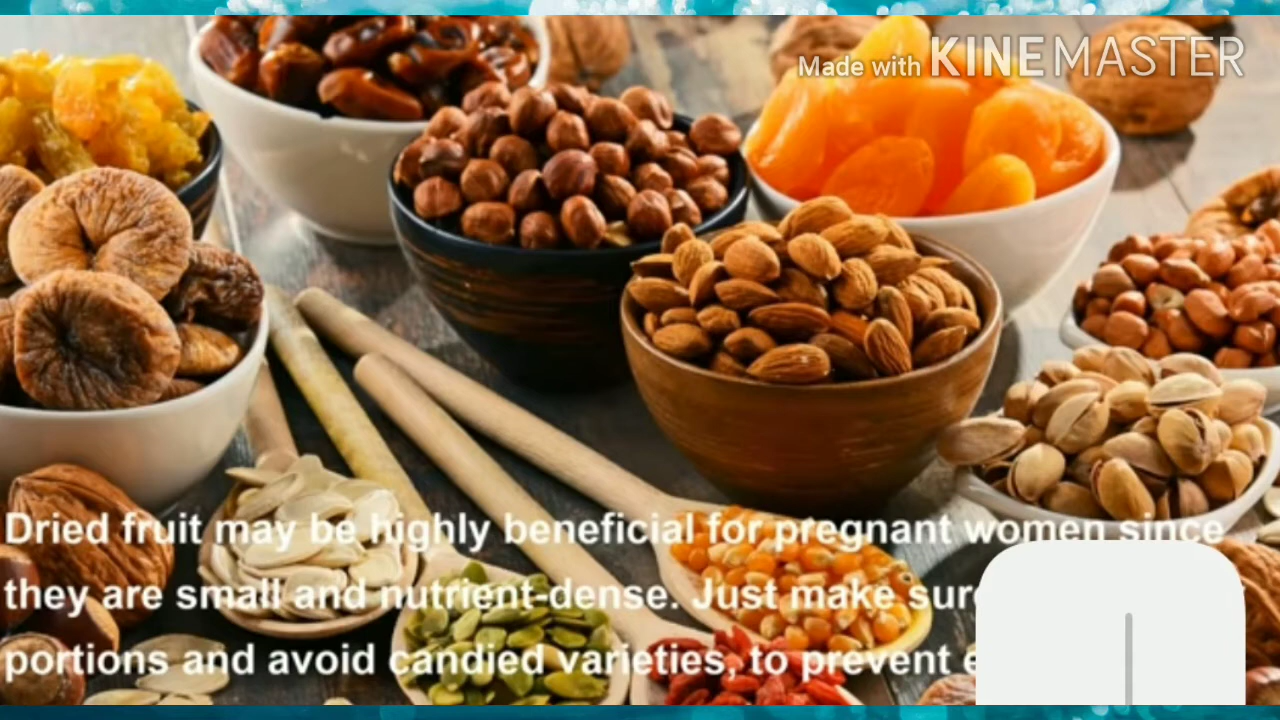 Made with KINEMASTER
Dried fruit may be highly beneficial for pregnant women since
they are small and nutrient-dense. Just make sure
portions and avoid candied varieties, to prevent